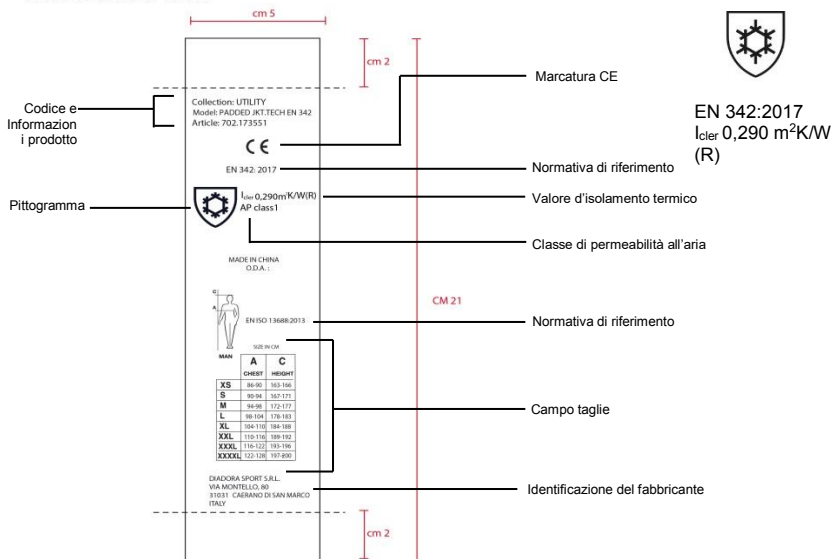 cm 5
cm 2
Codice e
Informazion
i prodotto
Collection: UTILITY
Model: PADDED JKT.TECH EN 342
Article: 702.173551
CE
Marcatura CE
EN 342: 2017
Normativa di riferimento
Pittogramma
Icler 0,290m²K/W(R)
AP class1
Valore d'isolamento termico
Classe di permeabilità all'aria
MADE IN CHINA
O.D.A. :
CM 21
C
A
EN ISO 13688:2013
Normativa di riferimento
MAN
SIZE IN CM
A C
CHEST HEIGHT
XS 86-90 163-166
S 90-94 167-171
M 94-98 172-177
L 98-104 178-183
XL 104-110 184-188
XXL 110-116 189-192
XXXL 116-122 193-196
XXXXL 122-128 197-200
Campo taglie
DIADORA SPORT S.R.L.
VIA MONTELLO, 80
31031 CAERANO DI SAN MARCO
ITALY
Identificazione del fabbricante
cm 2
EN 342:2017
Icler 0,290 m²K/W
(R)